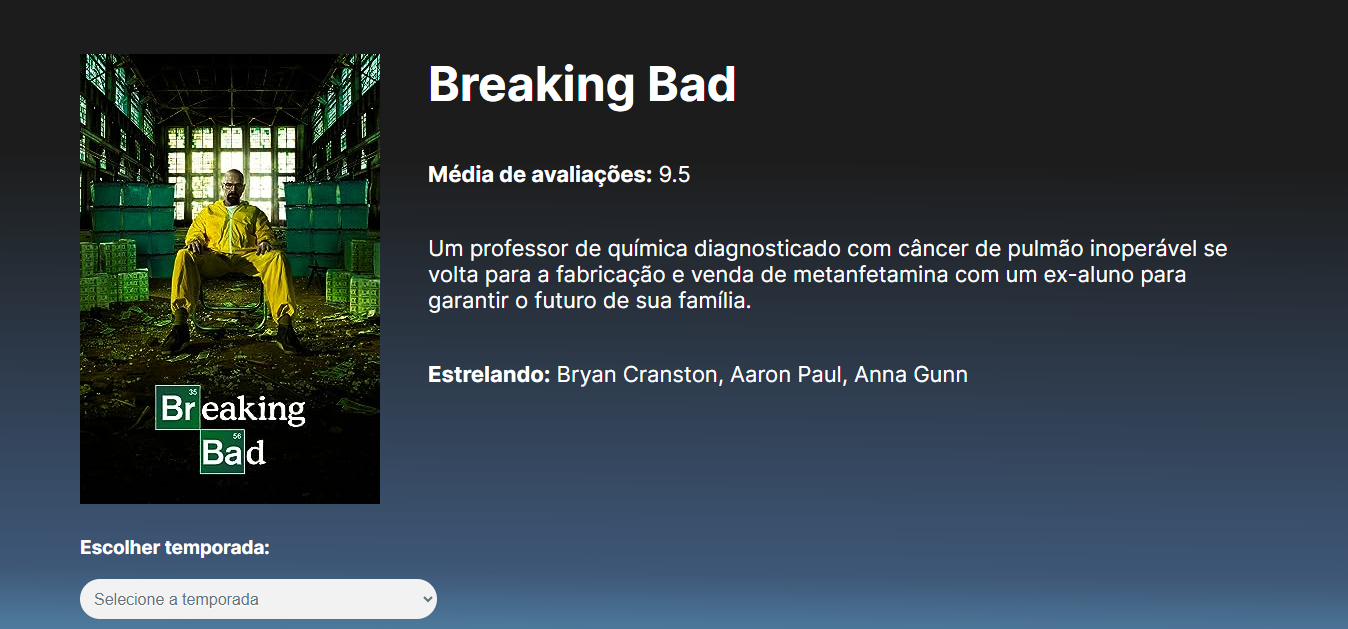 Breaking Bad
Média de avaliações: 9.5
Um professor de química diagnosticado com câncer de pulmão inoperável se
volta para a fabricação e venda de metanfetamina com um ex-aluno para
garantir o futuro de sua família.
Estrelando: Bryan Cranston, Aaron Paul, Anna Gunn
35
Breaking
56
Bad
Escolher temporada:
Selecione a temporada